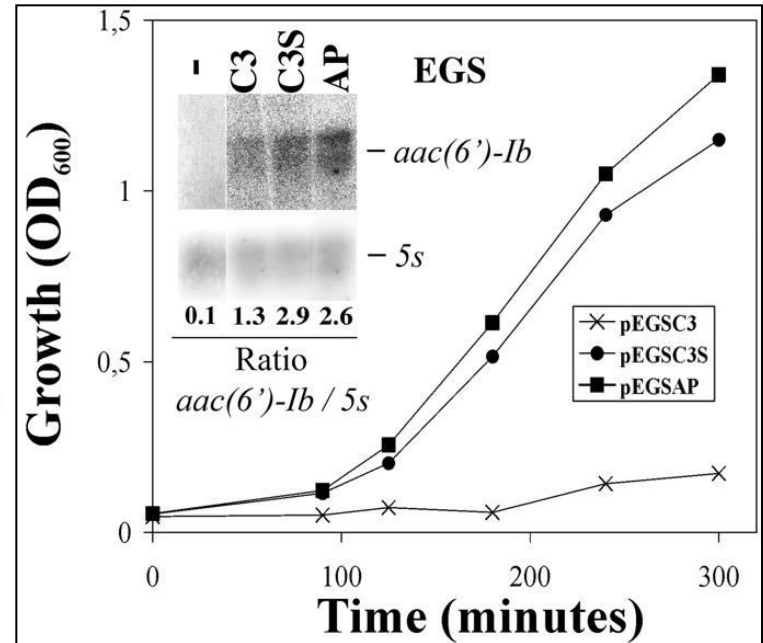 1,5
1
0,5
0
Growth (OD600)
0
100
200
300
Time (minutes)
-
C3
C3S
AP
EGS
– aac(6’)-Ib
– 5s
0.1 1.3 2.9 2.6
Ratio
aac(6’)-Ib / 5s
pEGSC3
pEGSC3S
pEGSAP